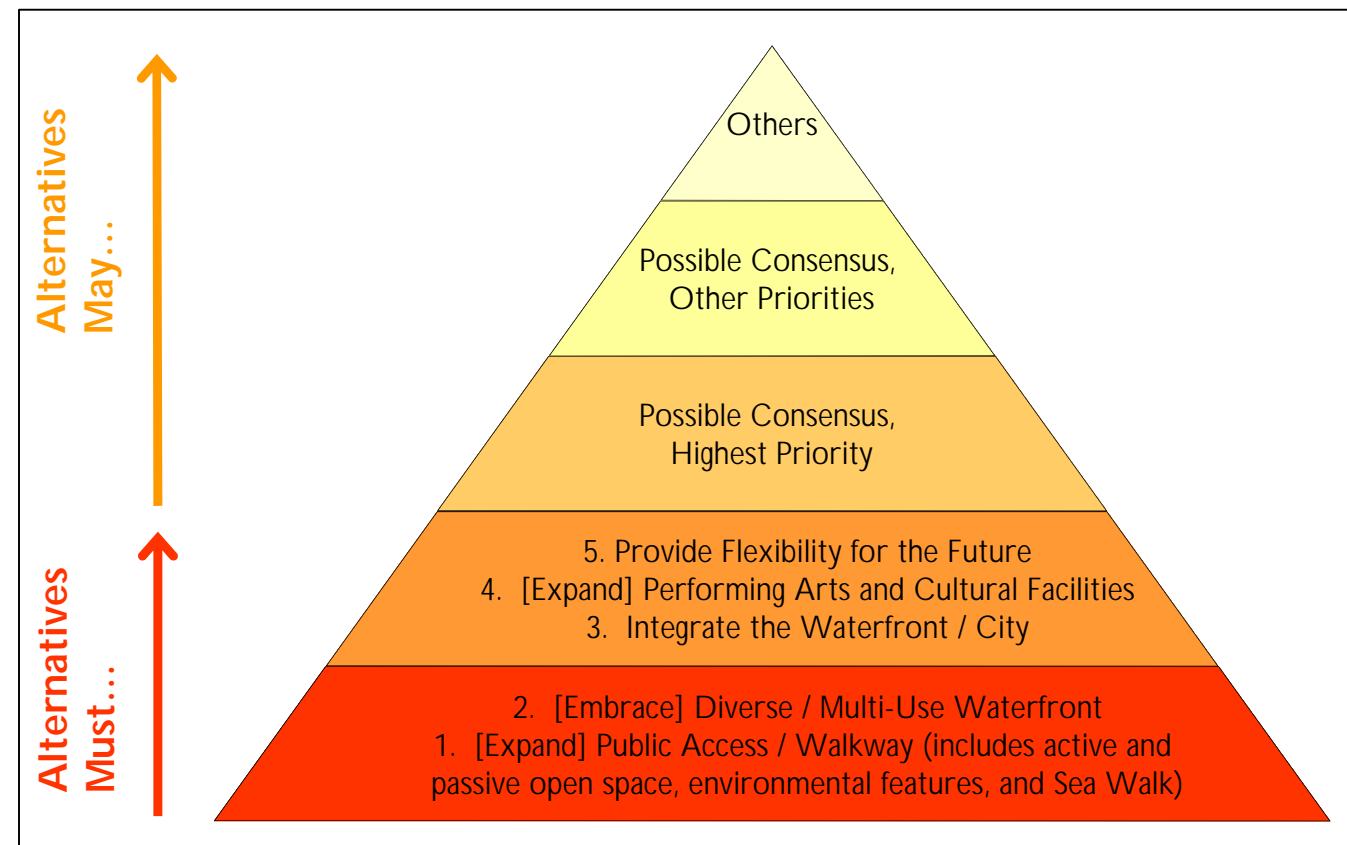 Alternatives
May...
Alternatives
Must...
Others
Possible Consensus,
Other Priorities
Possible Consensus,
Highest Priority
5. Provide Flexibility for the Future
4. [Expand] Performing Arts and Cultural Facilities
3. Integrate the Waterfront / City
2. [Embrace] Diverse / Multi-Use Waterfront
1. [Expand] Public Access / Walkway (includes active and
passive open space, environmental features, and Sea Walk)